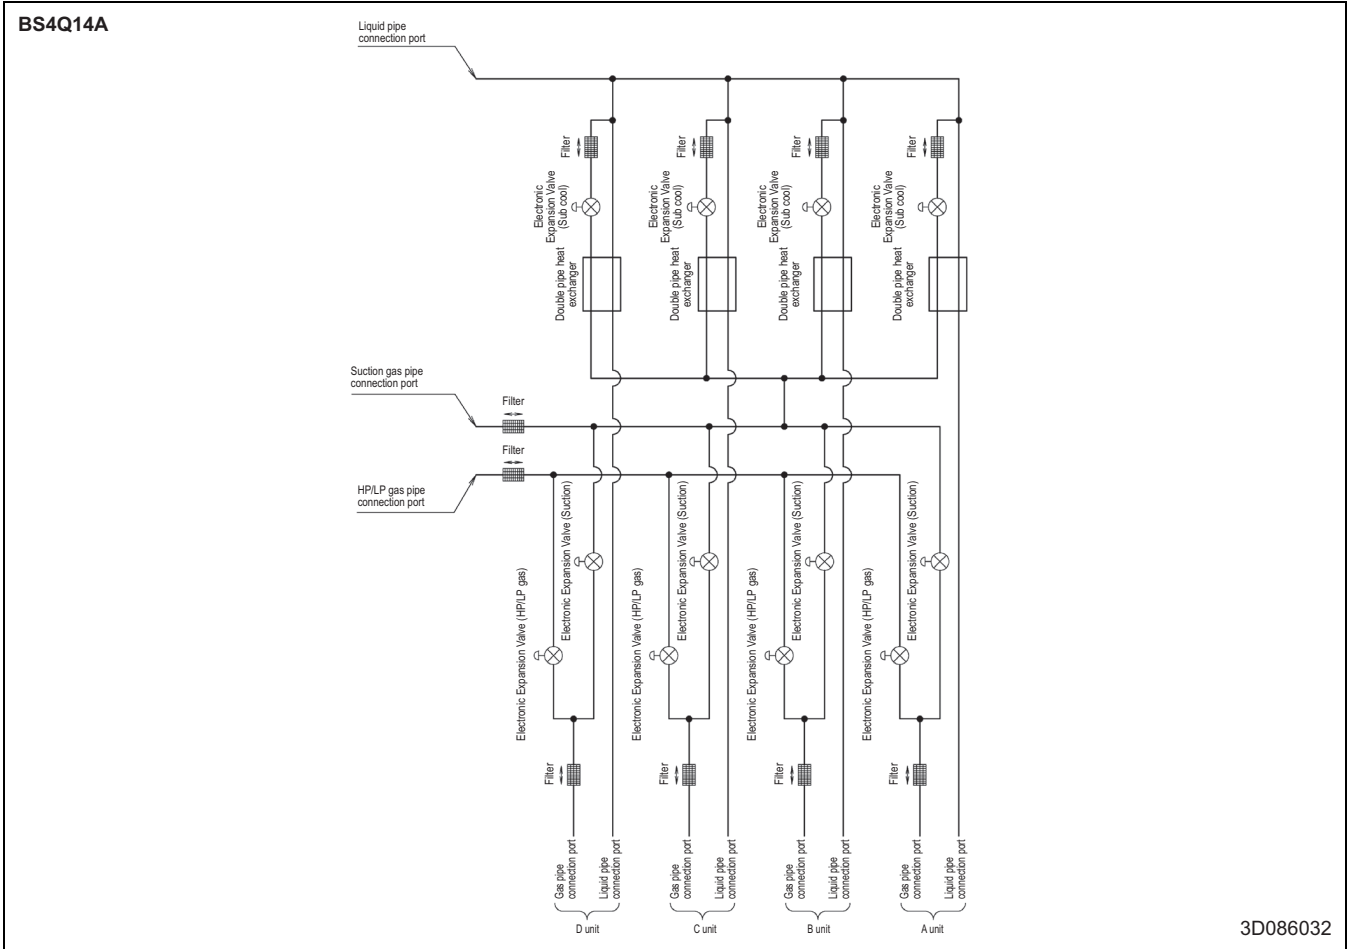 BS4Q14A
Liquid pipe
connection port
Filter
Filter
Filter
Filter
Electronic
Expansion Valve
(Sub cool)
Electronic
Expansion Valve
(Sub cool)
Electronic
Expansion Valve
(Sub cool)
Electronic
Expansion Valve
(Sub cool)
Double pipe heat
exchanger
Double pipe heat
exchanger
Double pipe heat
exchanger
Double pipe heat
exchanger
Suction gas pipe
connection port
Filter
Filter
HP/LP gas pipe
connection port
Electronic Expansion Valve (HP/LP gas)
Electronic Expansion Valve (Suction)
Electronic Expansion Valve (HP/LP gas)
Electronic Expansion Valve (Suction)
Electronic Expansion Valve (HP/LP gas)
Electronic Expansion Valve (Suction)
Electronic Expansion Valve (HP/LP gas)
Electronic Expansion Valve (Suction)
Filter
Filter
Filter
Filter
Gas pipe
connection port
Liquid pipe
connection port
Gas pipe
connection port
Liquid pipe
connection port
Gas pipe
connection port
Liquid pipe
connection port
Gas pipe
connection port
Liquid pipe
connection port
D unit
C unit
B unit
A unit
3D086032